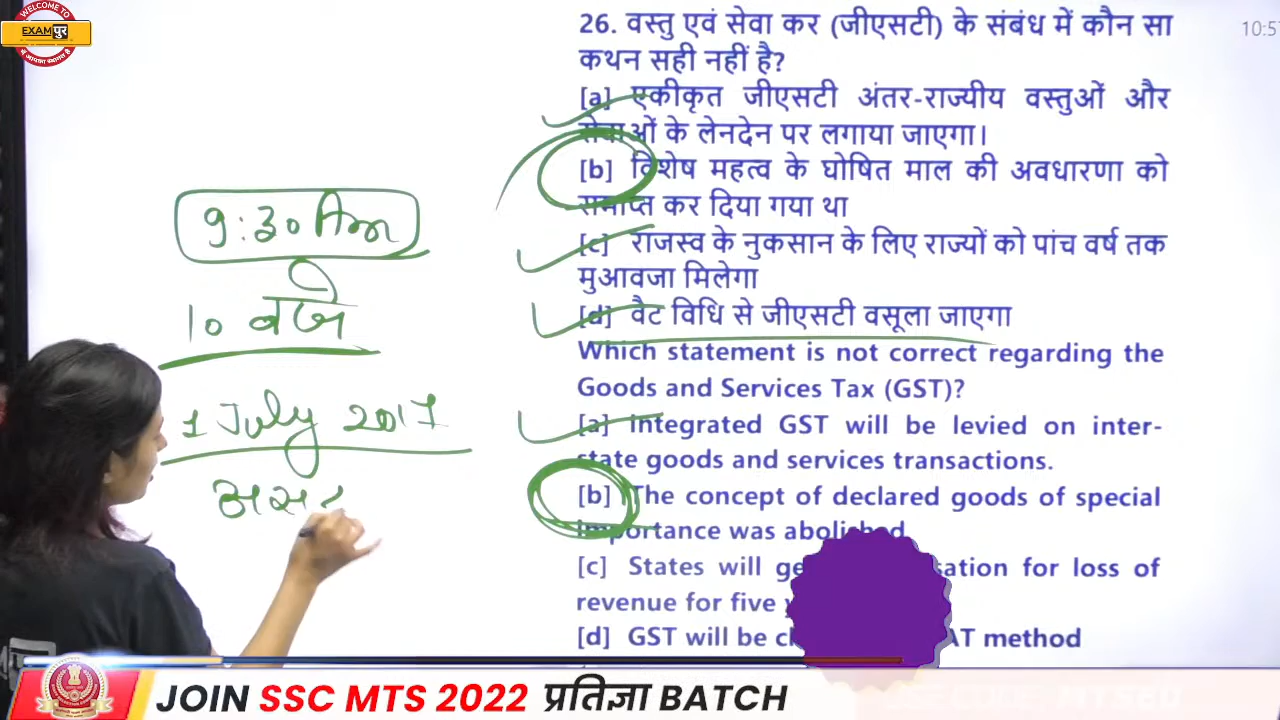 WELCOME TO
EXAMपुर
10:5
26. वस्तु एवं सेवा कर (जीएसटी) के संबंध में कौन सा
कथन सही नहीं है?
[a] एकीकृत जीएसटी अंतर-राज्यीय वस्तुओं और
सेवाओं के लेनदेन पर लगाया जाएगा।
[b] विशेष महत्व के घोषित माल की अवधारणा को
समाप्त कर दिया गया था
[c] राजस्व के नुकसान के लिए राज्यों को पांच वर्ष तक
मुआवजा मिलेगा
[d] वैट विधि से जीएसटी वसूला जाएगा
Which statement is not correct regarding the
Goods and Services Tax (GST)?
[a] Integrated GST will be levied on inter-
state goods and services transactions.
[b] The concept of declared goods of special
importance was abolished
[c] States will ge sation for loss of
revenue for five
[d] GST will be c AT method
9:30 Am
10 बजे
1 July 2017
अस
JOIN SSC MTS 2022 प्रतिज्ञा BATCH